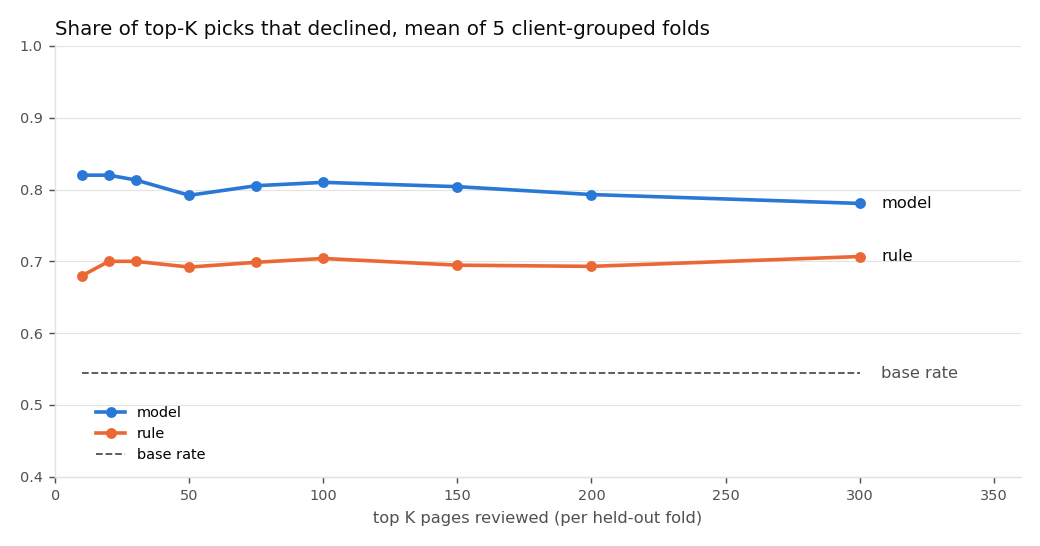 Share of top-K picks that declined, mean of 5 client-grouped folds
1.0
0.9
0.8
0.7
0.6
0.5
0.4
model
rule
base rate
model
rule
base rate
0 50 100 150 200 250 300 350
top K pages reviewed (per held-out fold)